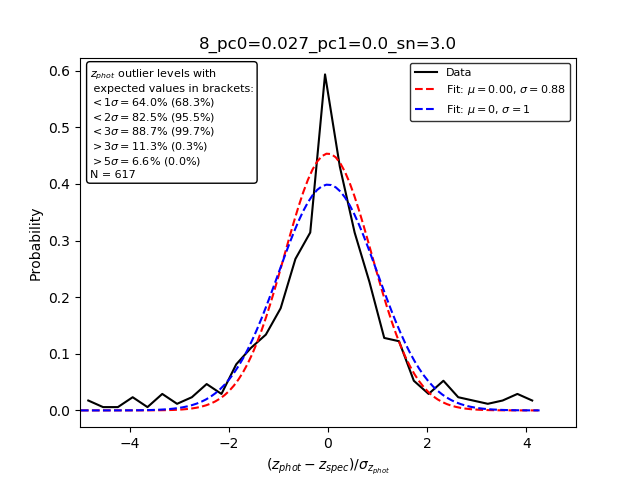 8_pc0=0.027_pc1=0.0_sn=3.0
z_phot outlier levels with
expected values in brackets:
<1σ=64.0% (68.3%)
<2σ=82.5% (95.5%)
<3σ=88.7% (99.7%)
>3σ=11.3% (0.3%)
>5σ=6.6% (0.0%)
N = 617
Data
Fit: μ=0.00, σ=0.88
Fit: μ=0, σ=1
0.6
0.5
0.4
0.3
0.2
0.1
0.0
Probability
−4 −2 0 2 4
(z_phot − z_spec)/σ_z_phot